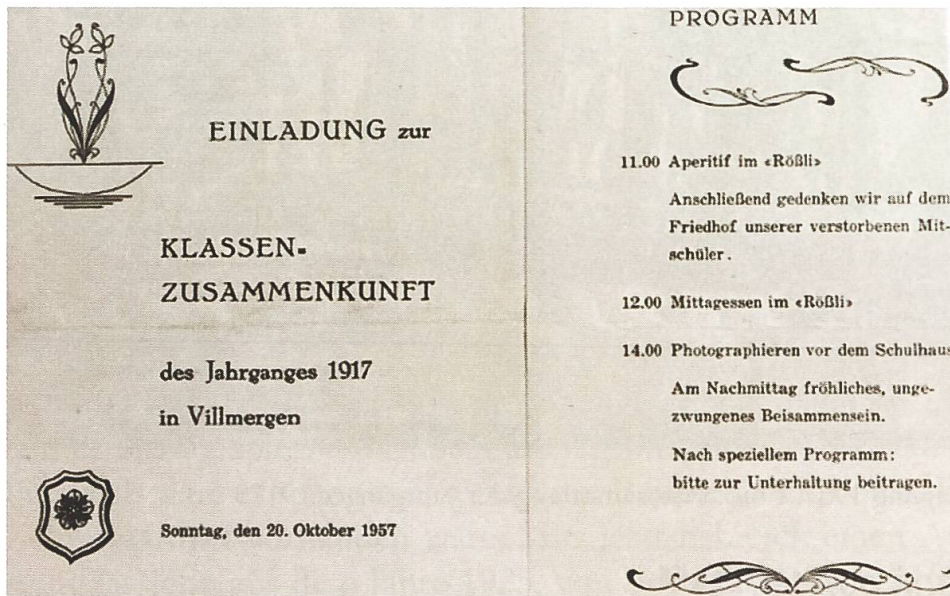 EINLADUNG zur
KLASSEN-
ZUSAMMENKUNFT
des Jahrganges 1917
in Villmergen
Sonntag, den 20. Oktober 1957
PROGRAMM
11.00 Aperitif im «Rößli»
Anschließend gedenken wir auf dem
Friedhof unserer verstorbenen Mit-
schüler.
12.00 Mittagessen im «Rößli»
14.00 Photographieren vor dem Schulhaus
Am Nachmittag fröhliches, unge-
zwungenes Beisammensein.
Nach speziellem Programm:
bitte zur Unterhaltung beitragen.